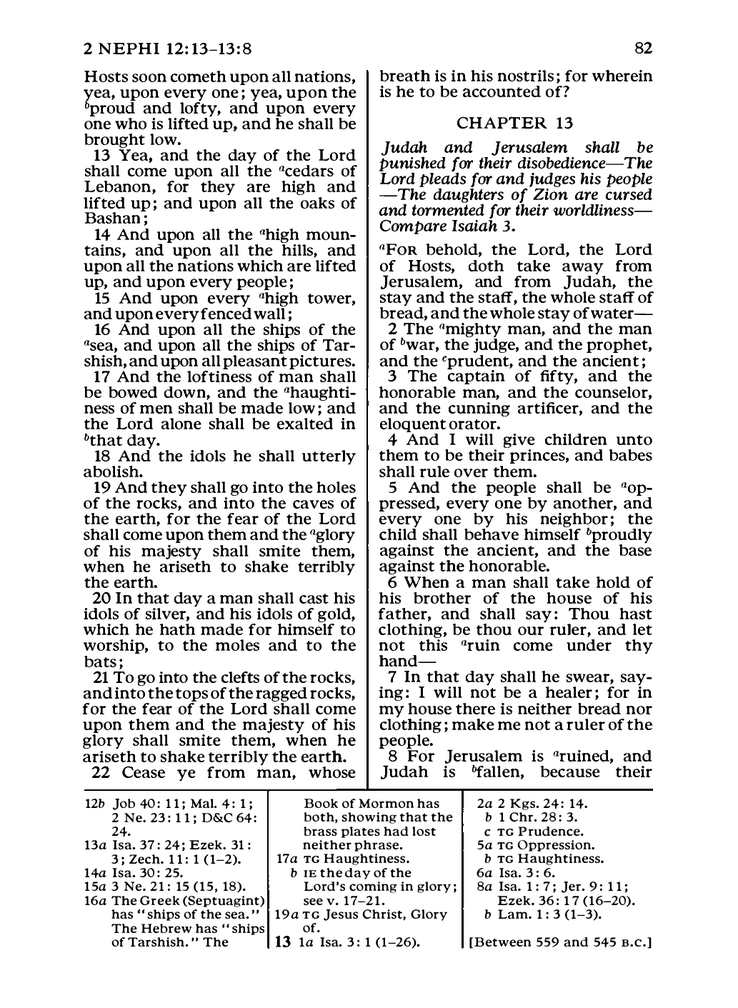 2 NEPHI 12:13–13:8
82
Hosts soon cometh upon all nations,
yea, upon every one; yea, upon the
bproud and lofty, and upon every
one who is lifted up, and he shall be
brought low.
13 Yea, and the day of the Lord
shall come upon all the acedars of
Lebanon, for they are high and
lifted up; and upon all the oaks of
Bashan;
14 And upon all the ahigh moun-
tains, and upon all the hills, and
upon all the nations which are lifted
up, and upon every people;
15 And upon every ahigh tower,
and upon every fenced wall;
16 And upon all the ships of the
asea, and upon all the ships of Tar-
shish, and upon all pleasant pictures.
17 And the loftiness of man shall
be bowed down, and the ahaughti-
ness of men shall be made low; and
the Lord alone shall be exalted in
bthat day.
18 And the idols he shall utterly
abolish.
19 And they shall go into the holes
of the rocks, and into the caves of
the earth, for the fear of the Lord
shall come upon them and the aglory
of his majesty shall smite them,
when he ariseth to shake terribly
the earth.
20 In that day a man shall cast his
idols of silver, and his idols of gold,
which he hath made for himself to
worship, to the moles and to the
bats;
21 To go into the clefts of the rocks,
and into the tops of the ragged rocks,
for the fear of the Lord shall come
upon them and the majesty of his
glory shall smite them, when he
ariseth to shake terribly the earth.
22 Cease ye from man, whose
breath is in his nostrils; for wherein
is he to be accounted of?
CHAPTER 13
Judah and Jerusalem shall be
punished for their disobedience—The
Lord pleads for and judges his people
—The daughters of Zion are cursed
and tormented for their worldliness—
Compare Isaiah 3.
aFOR behold, the Lord, the Lord
of Hosts, doth take away from
Jerusalem, and from Judah, the
stay and the staff, the whole staff of
bread, and the whole stay of water—
2 The amighty man, and the man
of bwar, the judge, and the prophet,
and the cprudent, and the ancient;
3 The captain of fifty, and the
honorable man, and the counselor,
and the cunning artificer, and the
eloquent orator.
4 And I will give children unto
them to be their princes, and babes
shall rule over them.
5 And the people shall be aop-
pressed, every one by another, and
every one by his neighbor; the
child shall behave himself bproudly
against the ancient, and the base
against the honorable.
6 When a man shall take hold of
his brother of the house of his
father, and shall say: Thou hast
clothing, be thou our ruler, and let
not this aruin come under thy
hand—
7 In that day shall he swear, say-
ing: I will not be a healer; for in
my house there is neither bread nor
clothing; make me not a ruler of the
people.
8 For Jerusalem is aruined, and
Judah is bfallen, because their
12b Job 40: 11; Mal. 4: 1;
2 Ne. 23: 11; D&C 64:
24.
13a Isa. 37: 24; Ezek. 31:
3; Zech. 11: 1 (1–2).
14a Isa. 30: 25.
15a 3 Ne. 21: 15 (15, 18).
16a The Greek (Septuagint)
has "ships of the sea."
The Hebrew has "ships
of Tarshish." The
Book of Mormon has
both, showing that the
brass plates had lost
neither phrase.
17a TG Haughtiness.
b IE the day of the
Lord's coming in glory;
see v. 17–21.
19a TG Jesus Christ, Glory
of.
13 1a Isa. 3: 1 (1–26).
2a 2 Kgs. 24: 14.
b 1 Chr. 28: 3.
c TG Prudence.
5a TG Oppression.
b TG Haughtiness.
6a Isa. 3: 6.
8a Isa. 1: 7; Jer. 9: 11;
Ezek. 36: 17 (16–20).
b Lam. 1: 3 (1–3).
[Between 559 and 545 B.C.]